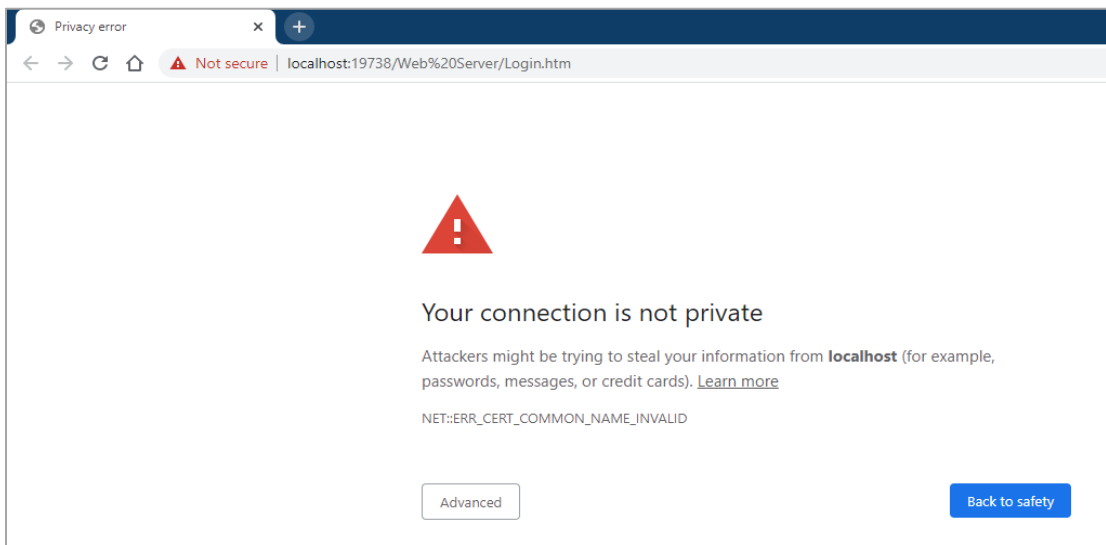 Privacy error
Not secure | localhost:19738/Web%20Server/Login.htm
Your connection is not private
Attackers might be trying to steal your information from localhost (for example,
passwords, messages, or credit cards). Learn more
NET::ERR_CERT_COMMON_NAME_INVALID
Advanced
Back to safety